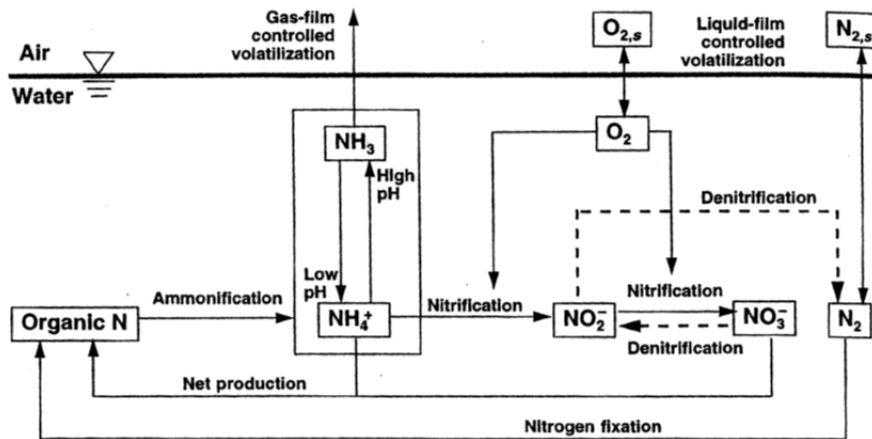 Gas-film
controlled
volatilization
O2,s
Liquid-film
controlled
volatilization
N2,s
Air
Water
NH3
O2
HIgh
pH
Denitrification
Low
pH
Ammonification
Nitrification
Nitrification
Organic N
NH4+
NO2−
NO3−
N2
Denitrification
Net production
Nitrogen fixation